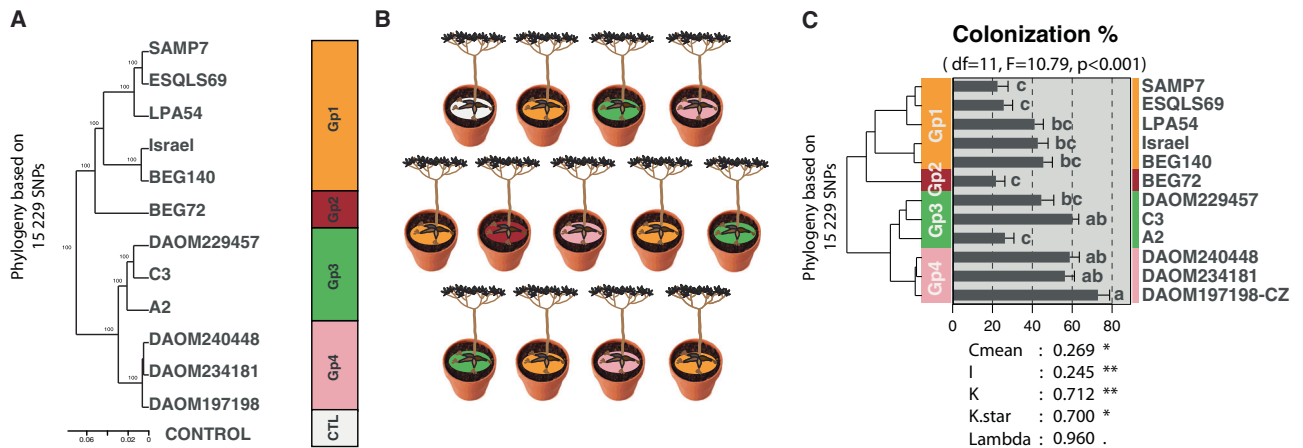 A
Phylogeny based on
15 229 SNPs
SAMP7
ESQLS69
LPA54
Israel
BEG140
BEG72
DAOM229457
C3
A2
DAOM240448
DAOM234181
DAOM197198
CONTROL
100
100
100
100
100
100
100
100
100
100
0.06
0.02
0
Gp1
Gp2
Gp3
Gp4
CTL
B
C
Colonization %
( df=11, F=10.79, p<0.001)
Phylogeny based on
15 229 SNPs
Gp1
Gp2
Gp3
Gp4
c
c
bc
bc
bc
c
bc
ab
c
ab
ab
a
SAMP7
ESQLS69
LPA54
Israel
BEG140
BEG72
DAOM229457
C3
A2
DAOM240448
DAOM234181
DAOM197198-CZ
0 20 40 60 80
Cmean : 0.269 *
I : 0.245 **
K : 0.712 **
K.star : 0.700 *
Lambda : 0.960 .